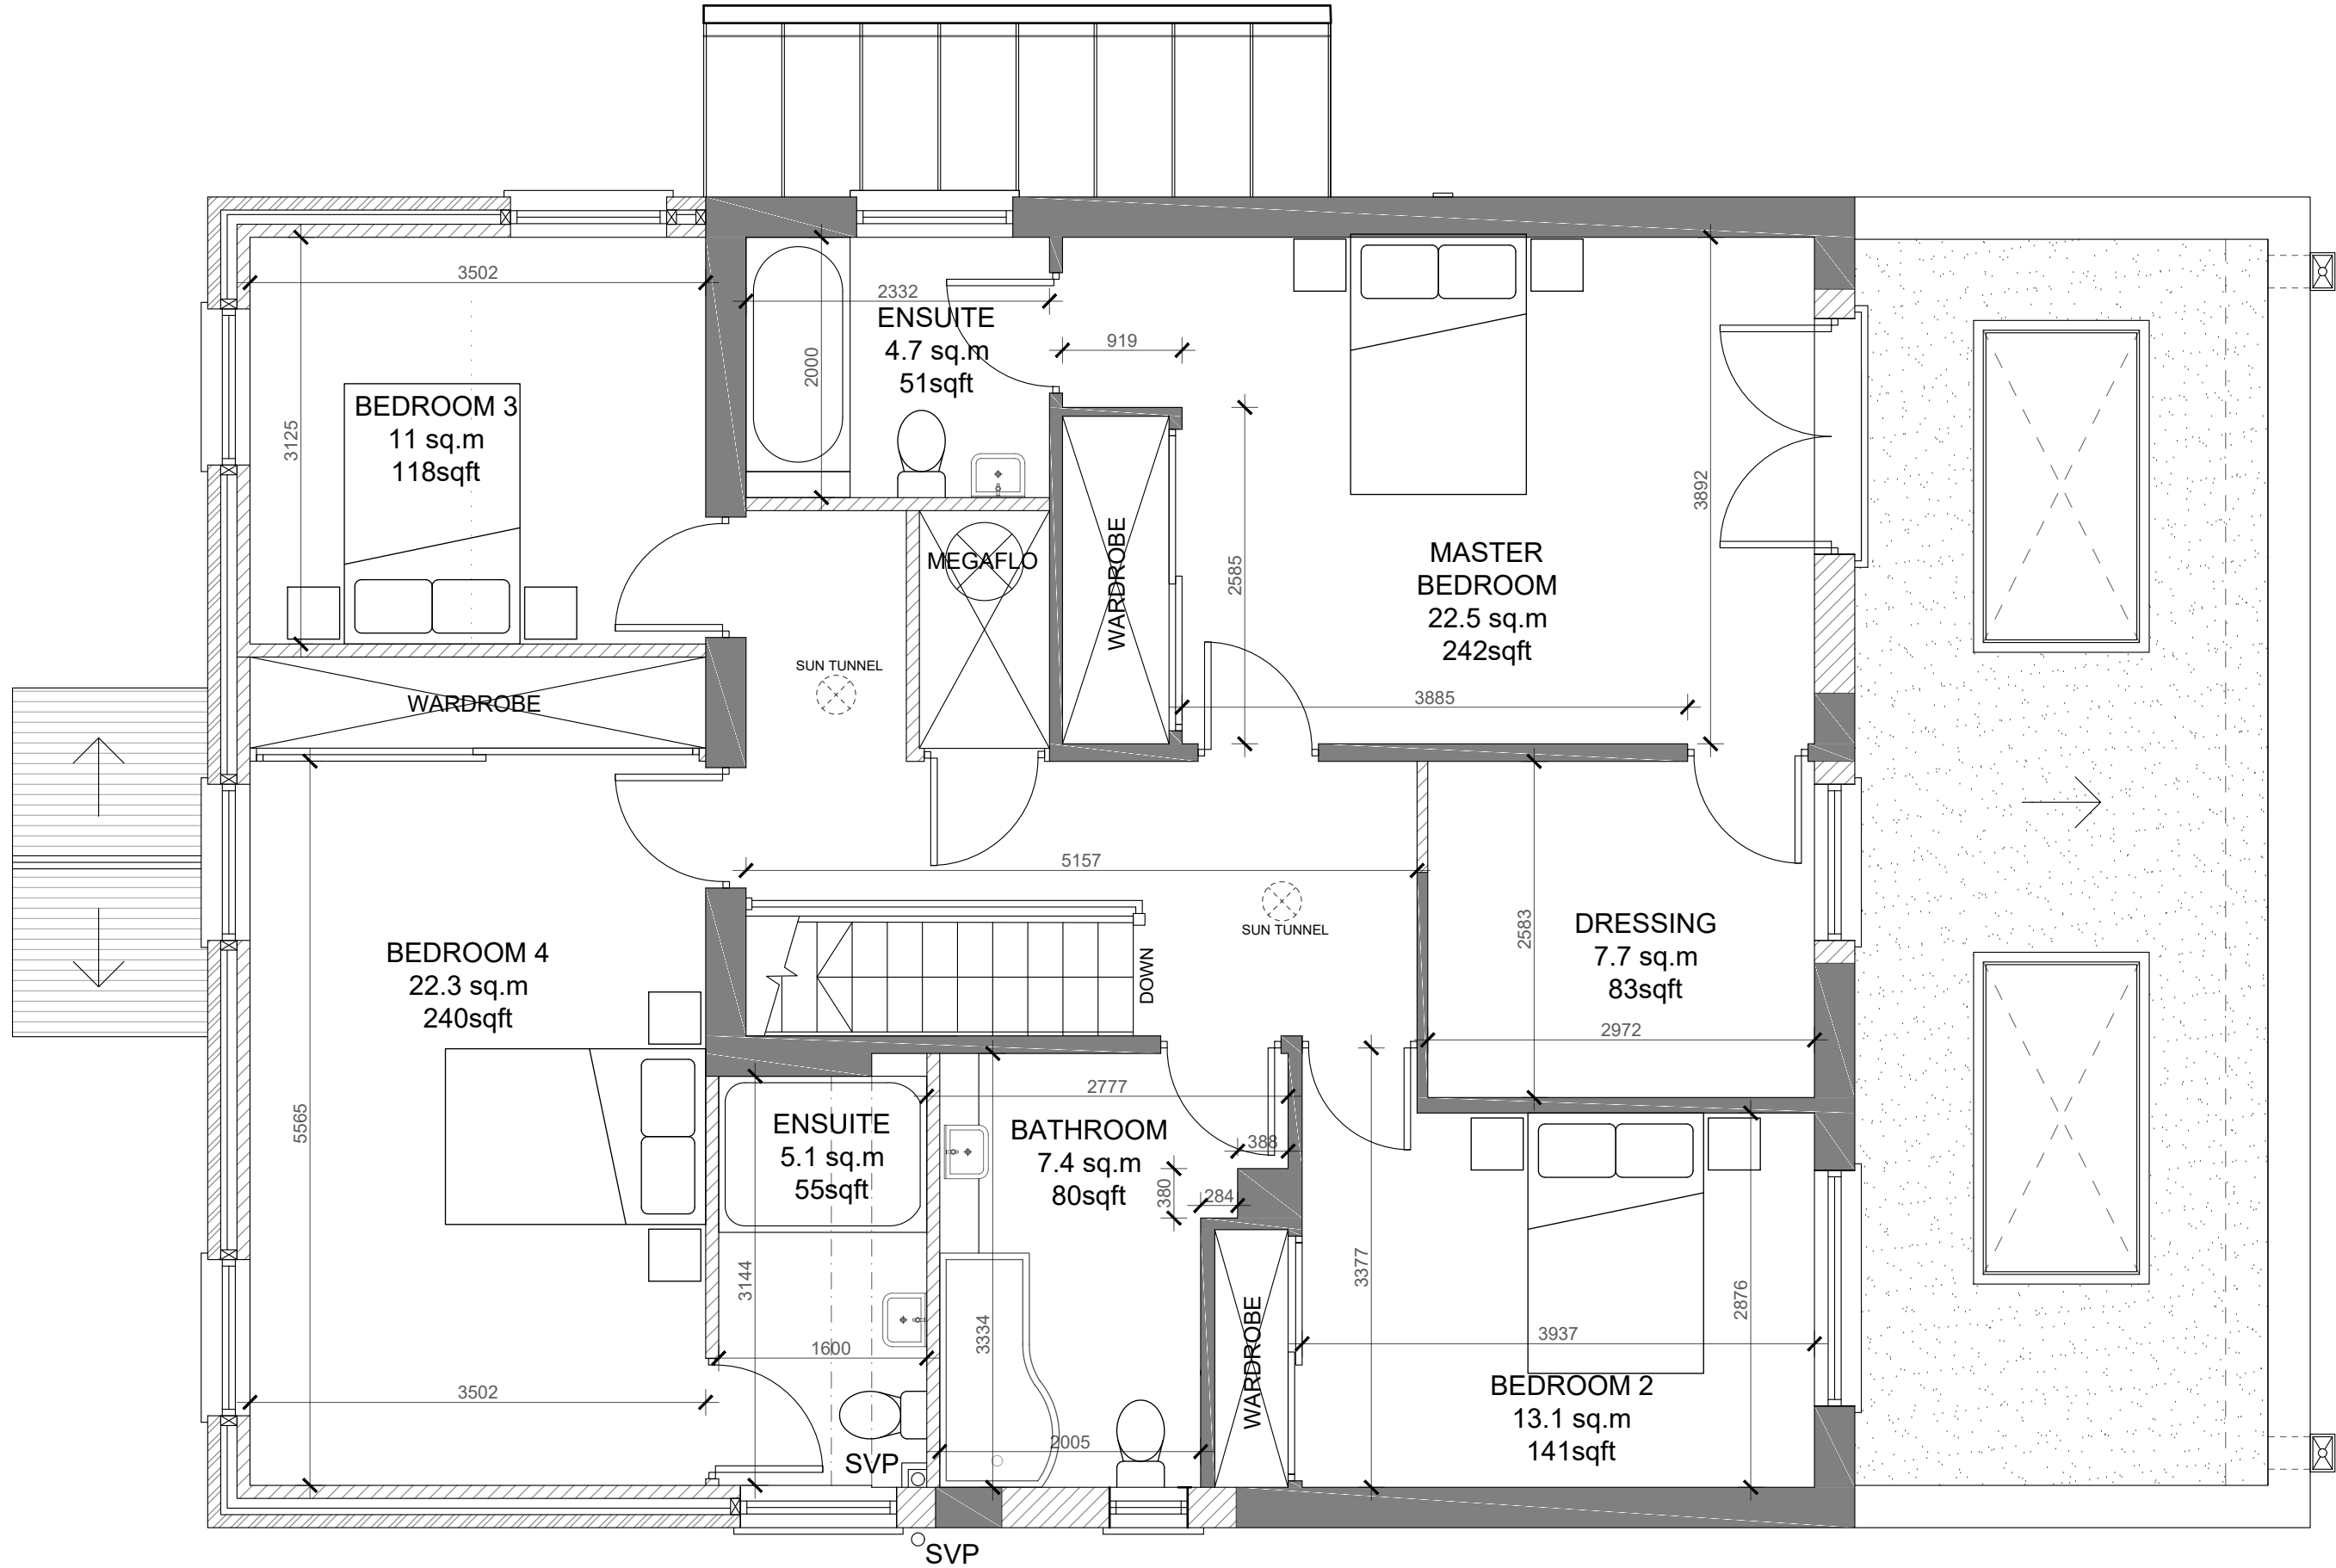 3502
2332
ENSUITE
4.7 sq.m
51sqft
2000
919
BEDROOM 3
11 sq.m
118sqft
3125
3892
MEGAFLO
WARDROBE
2585
MASTER
BEDROOM
22.5 sq.m
242sqft
SUN TUNNEL
WARDROBE
3885
5157
SUN TUNNEL
DOWN
BEDROOM 4
22.3 sq.m
240sqft
DRESSING
7.7 sq.m
83sqft
2583
2972
5565
2777
ENSUITE
5.1 sq.m
55sqft
BATHROOM
7.4 sq.m
80sqft
388
380
284
3144
3334
3377
2876
1600
3937
WARDROBE
3502
BEDROOM 2
13.1 sq.m
141sqft
2005
SVP
SVP